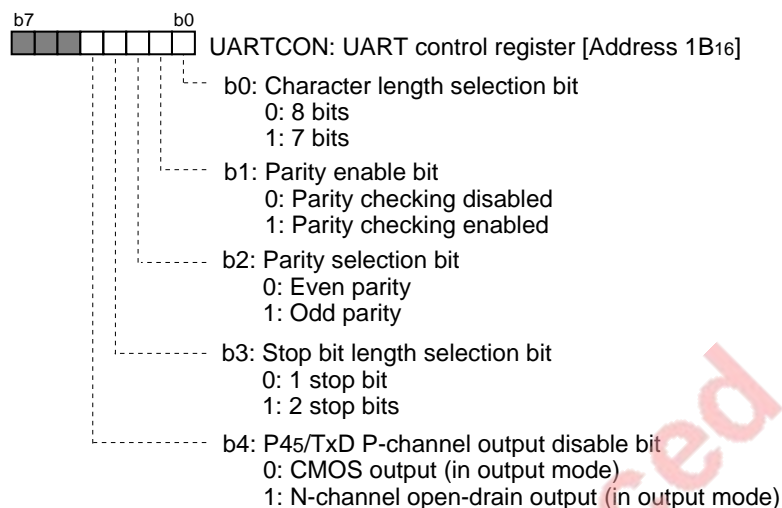 b7 b0
UARTCON: UART control register [Address 1B16]
b0: Character length selection bit
0: 8 bits
1: 7 bits
b1: Parity enable bit
0: Parity checking disabled
1: Parity checking enabled
b2: Parity selection bit
0: Even parity
1: Odd parity
b3: Stop bit length selection bit
0: 1 stop bit
1: 2 stop bits
b4: P45/TxD P-channel output disable bit
0: CMOS output (in output mode)
1: N-channel open-drain output (in output mode)